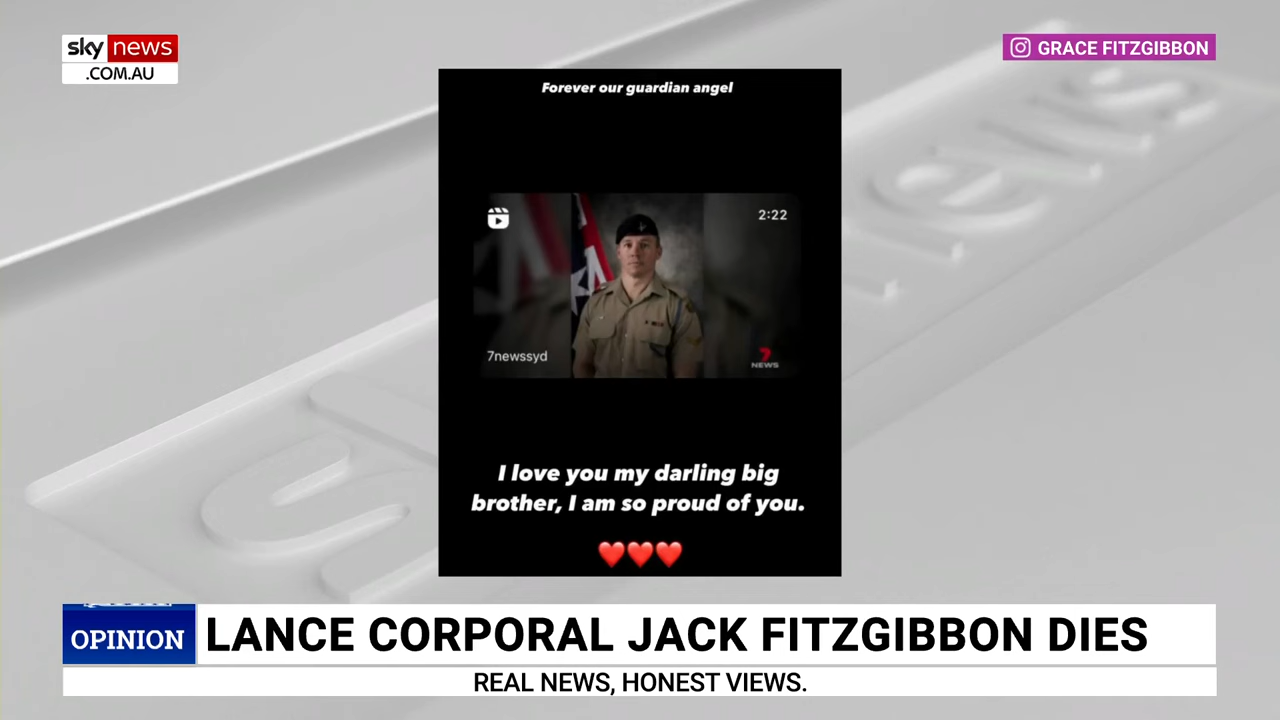 sky news
.COM.AU
GRACE FITZGIBBON
Forever our guardian angel
2:22
7newssyd
7
NEWS
I love you my darling big
brother, I am so proud of you.
OPINION
LANCE CORPORAL JACK FITZGIBBON DIES
REAL NEWS, HONEST VIEWS.